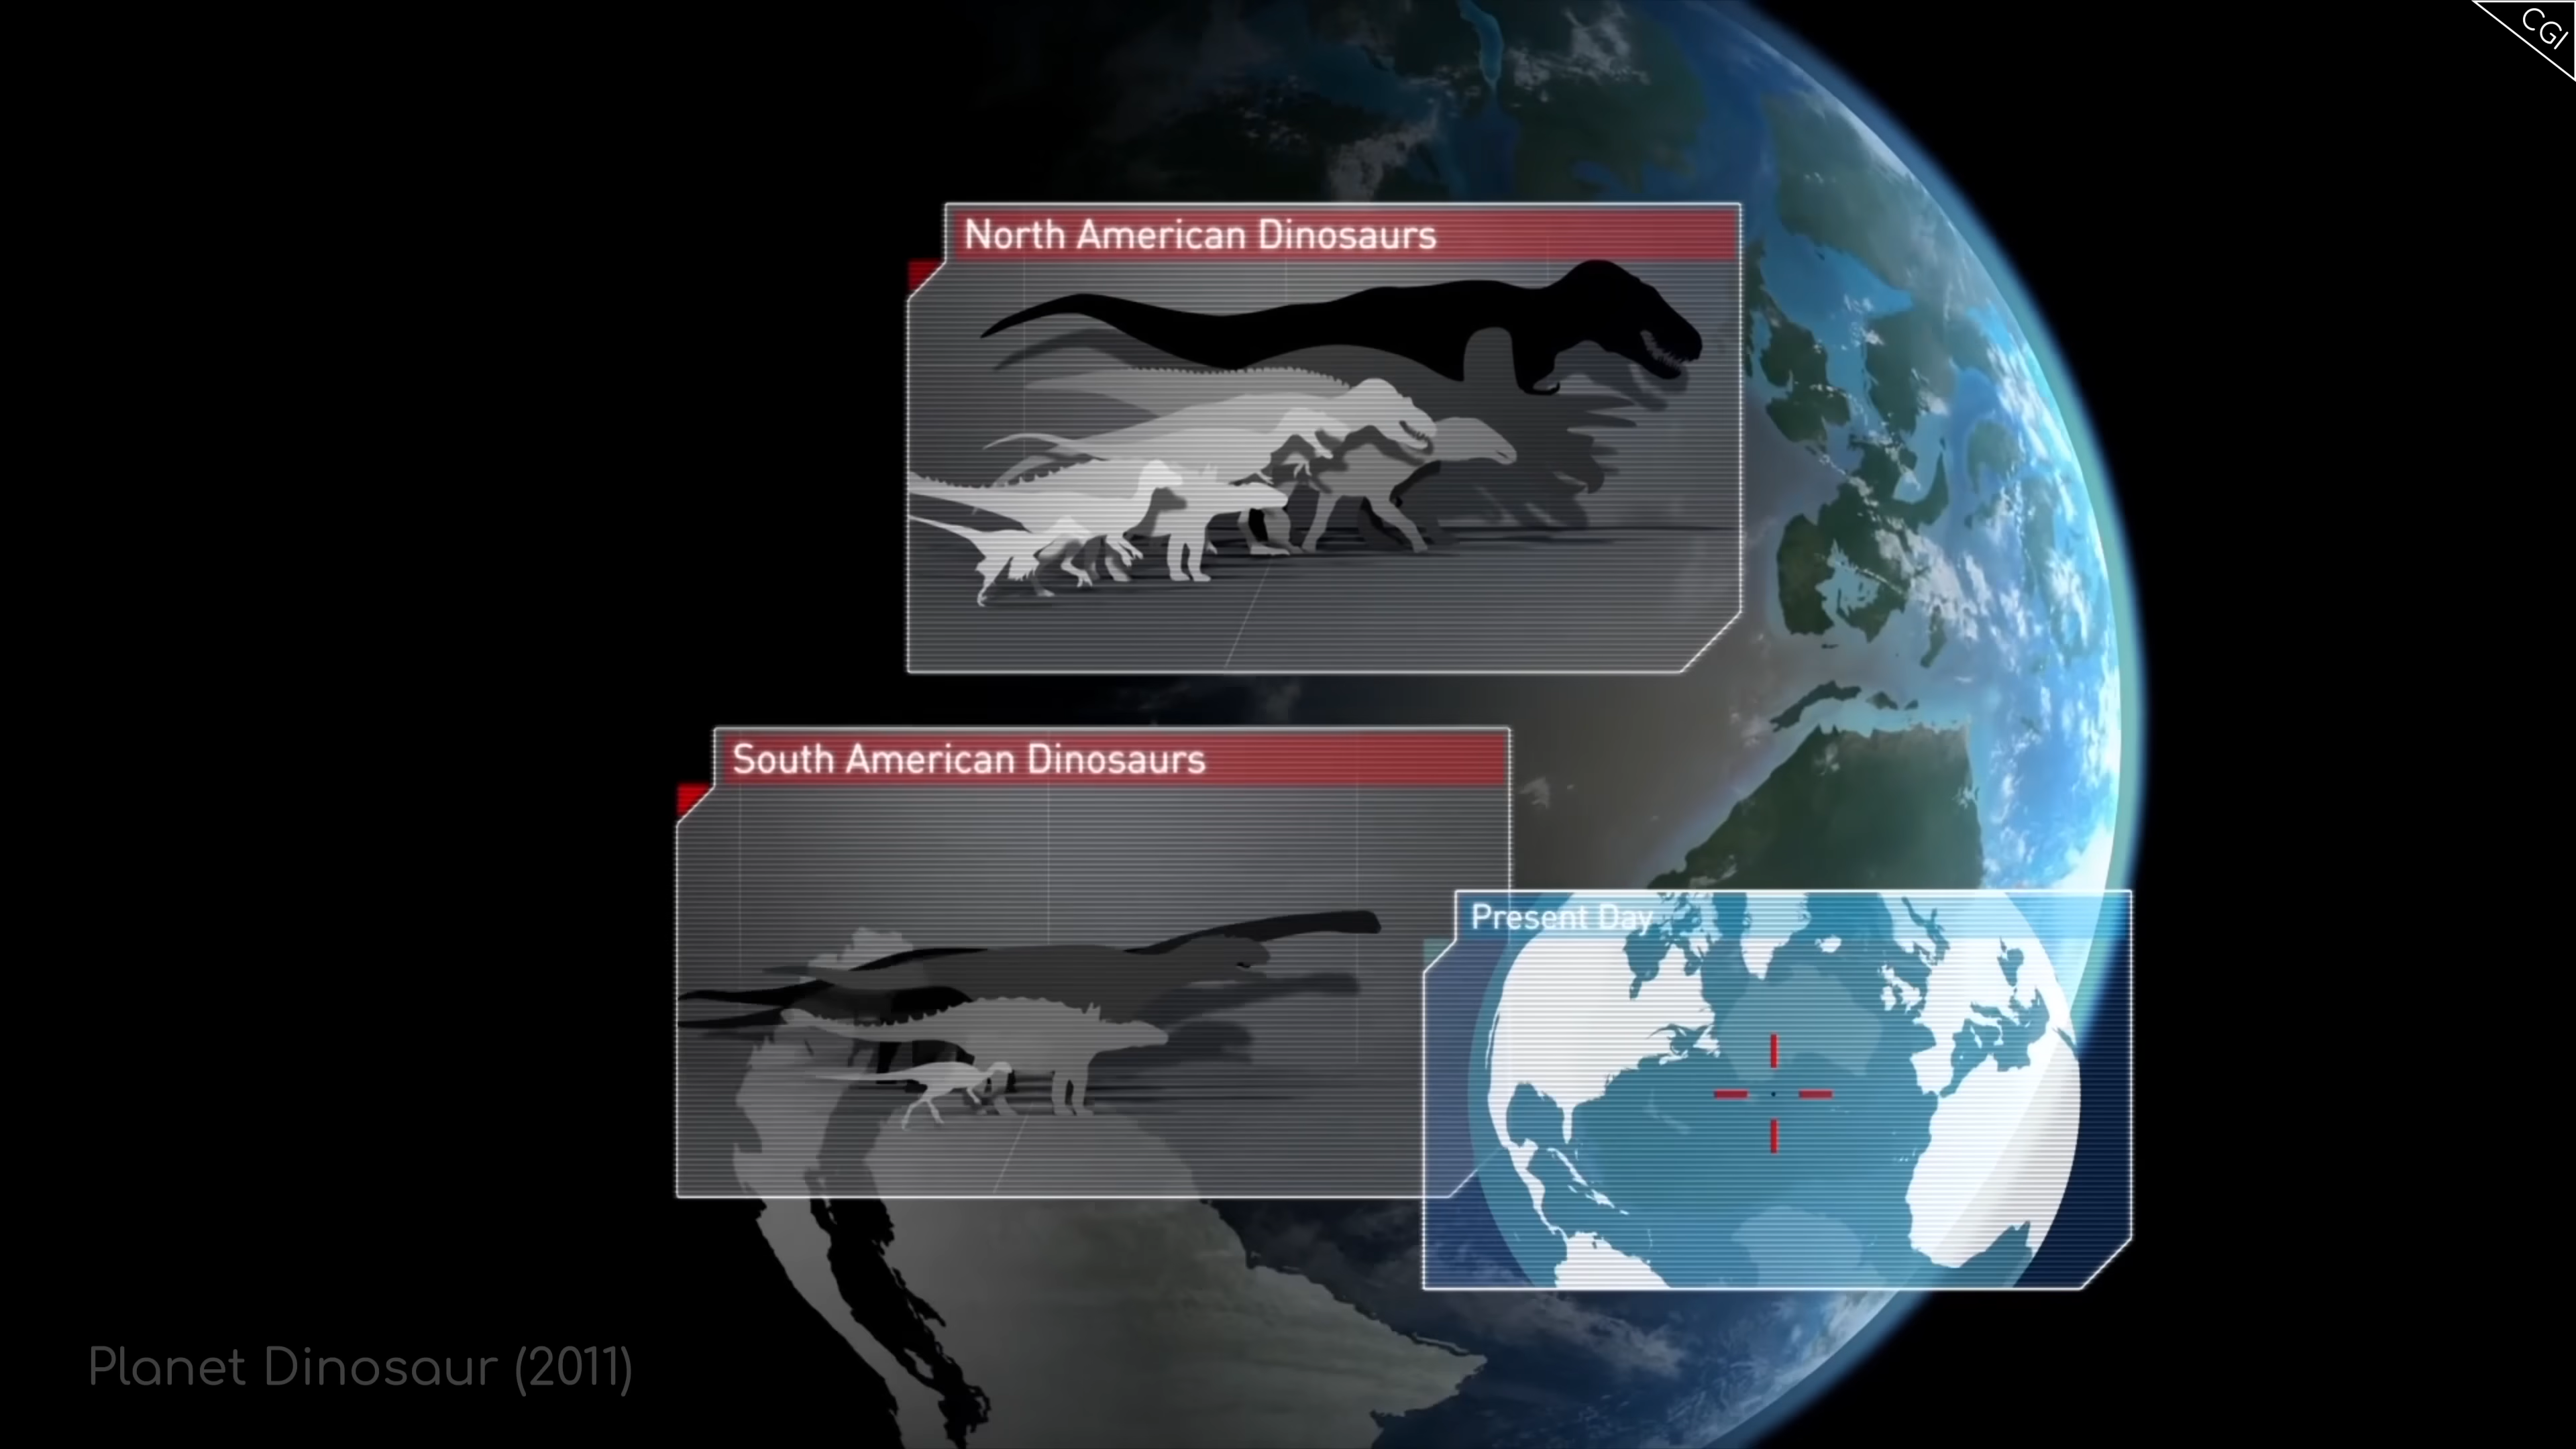 CGI
North American Dinosaurs
South American Dinosaurs
Present Day
Planet Dinosaur (2011)